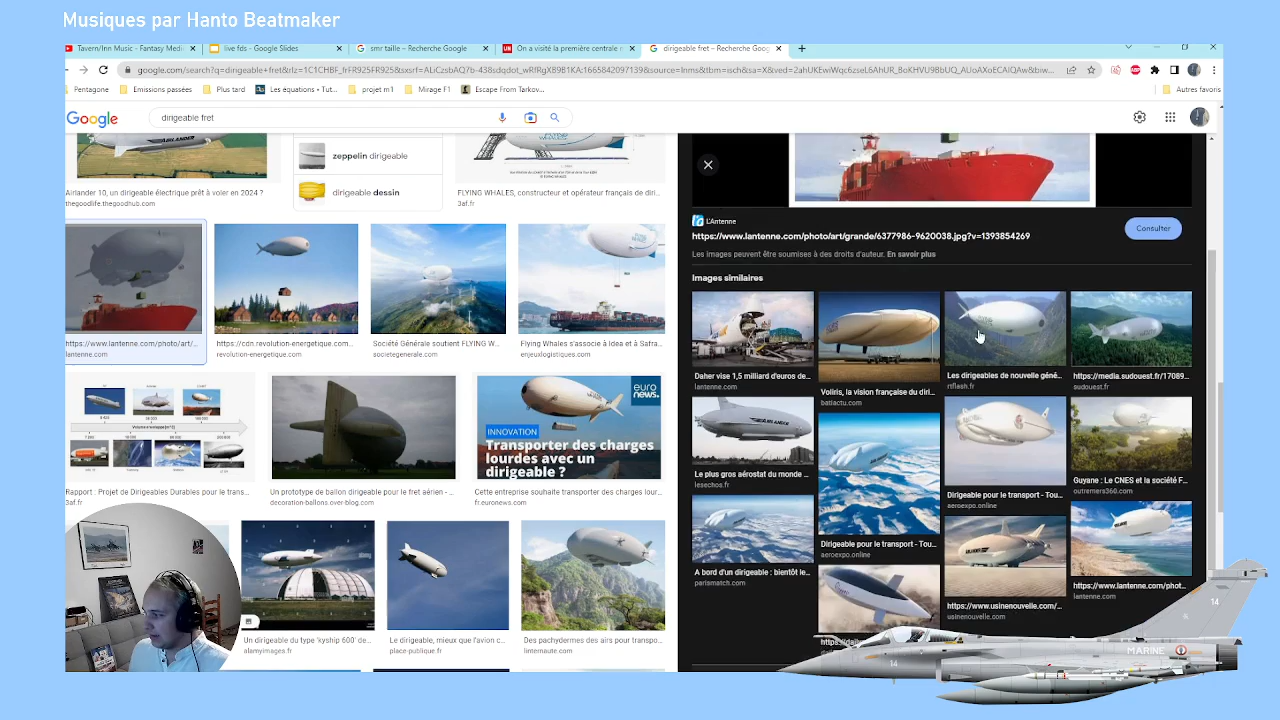 Musiques par Hanto Beatmaker
Tavern/Inn Music - Fantasy Medi
live fds - Google Slides
smr taille – Recherche Google
On a visité la première centrale n
dirigeable fret – Recherche Goog
Pentagone
Emissions passées
Plus tard
Les équations • Tut...
projet m1
Mirage F1
Escape From Tarkov...
Autres favoris
Google
dirigeable fret
Airlander 10, un dirigeable électrique prêt à voler en 2024 ?
thegoodlife.thegoodhub.com
zeppelin dirigeable
dirigeable dessin
FLYING WHALES, constructeur et opérateur français de diri...
3af.fr
https://www.lantenne.com/photo/art/...
lantenne.com
https://cdn.revolution-energetique.com...
revolution-energetique.com
Société Générale soutient FLYING W...
societegenerale.com
Flying Whales s'associe à Idea et à Safra...
enjeuxlogistiques.com
euronews.
INNOVATION
Transporter des charges
lourdes avec un
dirigeable ?
Rapport : Projet de Dirigeables Durables pour le trans...
3af.fr
Un prototype de ballon dirigeable pour le fret aérien - ...
decoration-ballons.over-blog.com
Cette entreprise souhaite transporter des charges lour...
fr.euronews.com
Un dirigeable du type 'kyship 600' de...
alamyimages.fr
Le dirigeable, mieux que l'avion c...
place-publique.fr
Des pachydermes des airs pour transpo...
linternaute.com
L'Antenne
https://www.lantenne.com/photo/art/grande/6377986-9620038.jpg?v=1393854269
Consulter
Les images peuvent être soumises à des droits d'auteur. En savoir plus
Images similaires
Daher vise 1,5 milliard d'euros de...
lantenne.com
Voliris, la vision française du diri...
batiactu.com
Les dirigeables de nouvelle géné...
rtflash.fr
https://media.sudouest.fr/17089...
sudouest.fr
Le plus gros aérostat du monde ...
lesechos.fr
Dirigeable pour le transport - Tou...
aeroexpo.online
Dirigeable pour le transport - Tou...
aeroexpo.online
Guyane : Le CNES et la société F...
outremers360.com
A bord d'un dirigeable : bientôt le...
parismatch.com
https://www.usinenouvelle.com/...
usinenouvelle.com
https://www.lantenne.com/phot...
lantenne.com
14
MARINE
14